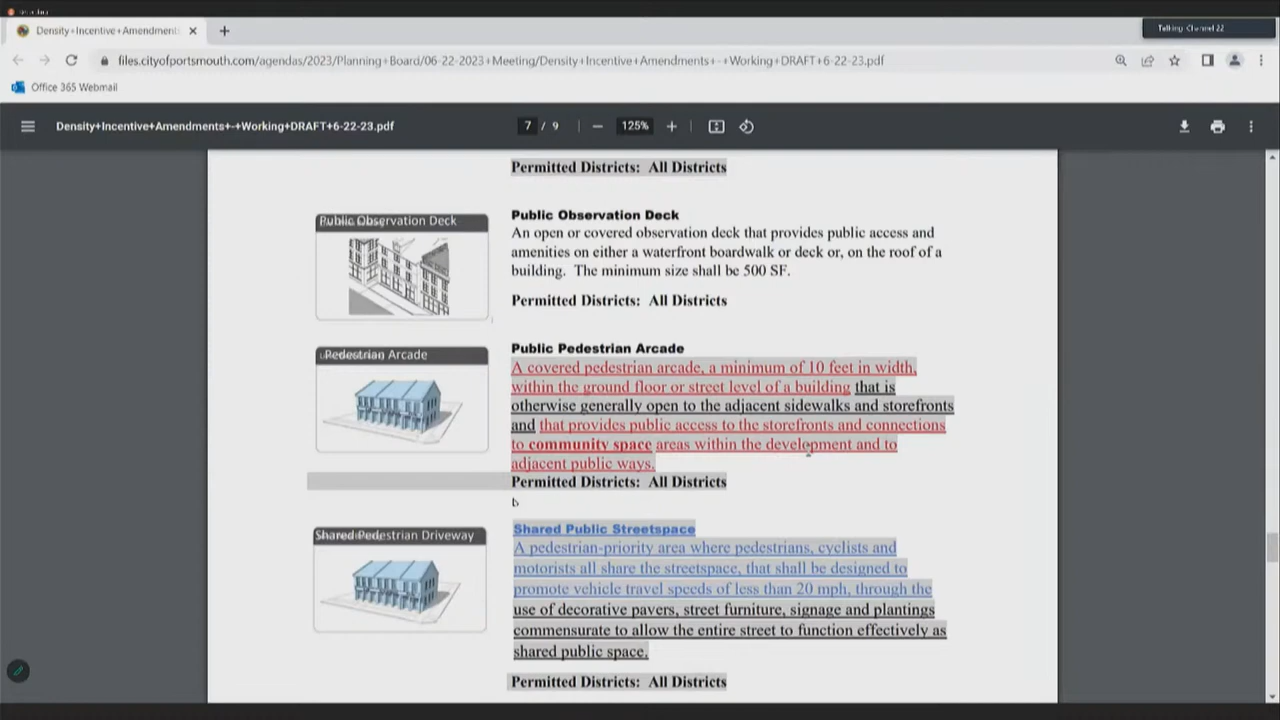 Density+Incentive+Amendment
Talking Channel 22
files.cityofportsmouth.com/agendas/2023/Planning+Board/06-22-2023+Meeting/Density+Incentive+Amendments+-+Working+DRAFT+6-22-23.pdf
Office 365 Webmail
Density+Incentive+Amendments+-+Working+DRAFT+6-22-23.pdf
7 / 9
125%
Permitted Districts: All Districts
Public Observation Deck
Public Observation Deck
An open or covered observation deck that provides public access and
amenities on either a waterfront boardwalk or deck or, on the roof of a
building. The minimum size shall be 500 SF.
Permitted Districts: All Districts
Pedestrian Arcade
Public Pedestrian Arcade
A covered pedestrian arcade, a minimum of 10 feet in width,
within the ground floor or street level of a building that is
otherwise generally open to the adjacent sidewalks and storefronts
and that provides public access to the storefronts and connections
to community space areas within the development and to
adjacent public ways.
Permitted Districts: All Districts
Shared Pedestrian Driveway
Shared Public Streetspace
A pedestrian-priority area where pedestrians, cyclists and
motorists all share the streetspace, that shall be designed to
promote vehicle travel speeds of less than 20 mph, through the
use of decorative pavers, street furniture, signage and plantings
commensurate to allow the entire street to function effectively as
shared public space.
Permitted Districts: All Districts